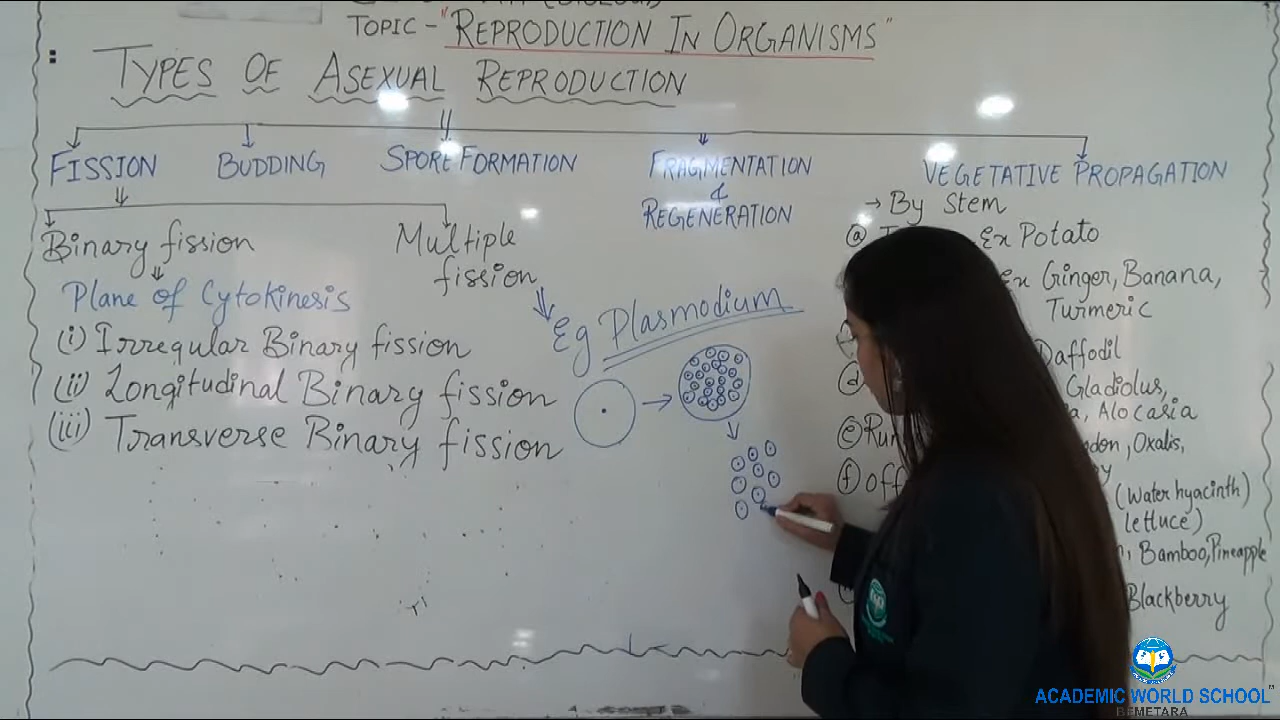 TOPIC - "REPRODUCTION IN ORGANISMS"
: TYPES OF ASEXUAL REPRODUCTION
FISSION
BUDDING
SPORE FORMATION
FRAGMENTATION
&
REGENERATION
VEGETATIVE PROPAGATION
Binary fission
Multiple
fission
Plane of Cytokinesis
(i) Irregular Binary fission
(ii) Longitudinal Binary fission
(iii) Transverse Binary fission
Eg Plasmodium
→ By Stem
(a) Ex Potato
Ex Ginger, Banana,
Turmeric
Daffodil
(d) Gladiolus,
Alocasia
(e) Oxalis,
(f)
(Water hyacinth)
lettuce)
Bamboo, Pineapple
Blackberry
ACADEMIC WORLD SCHOOL
BEMETARA